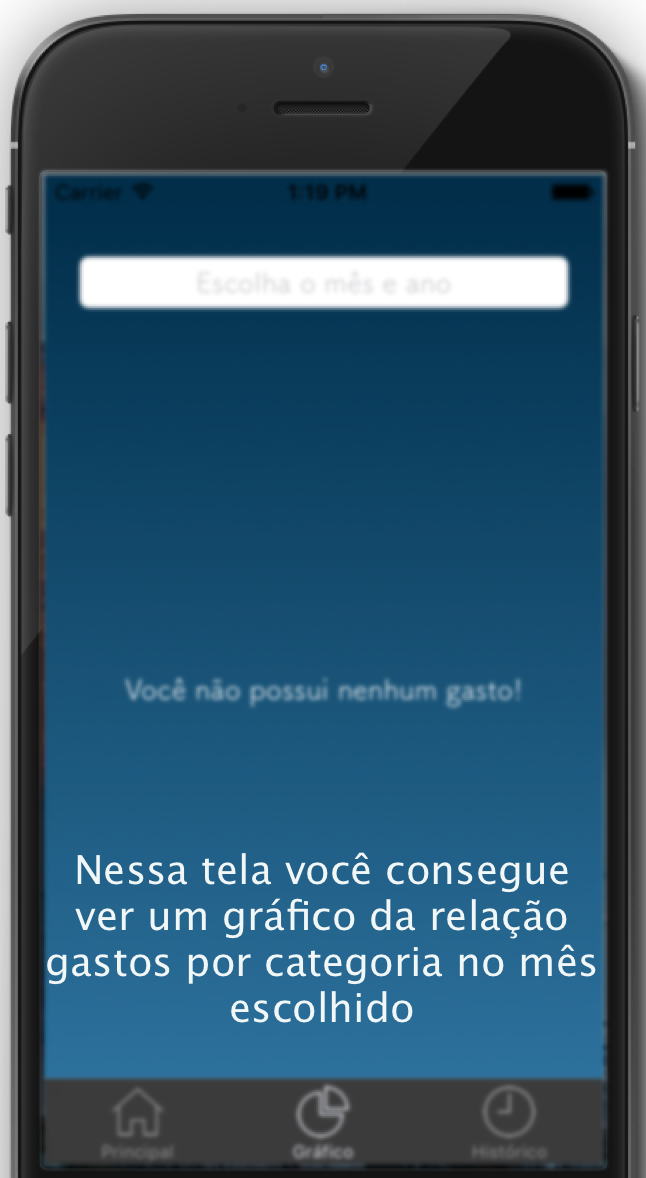 Carrier 1:19 PM
Escolha o mês e ano
Você não possui nenhum gasto!
Nessa tela você consegue
ver um gráfico da relação
gastos por categoria no mês
escolhido
Principal Gráfico Histórico